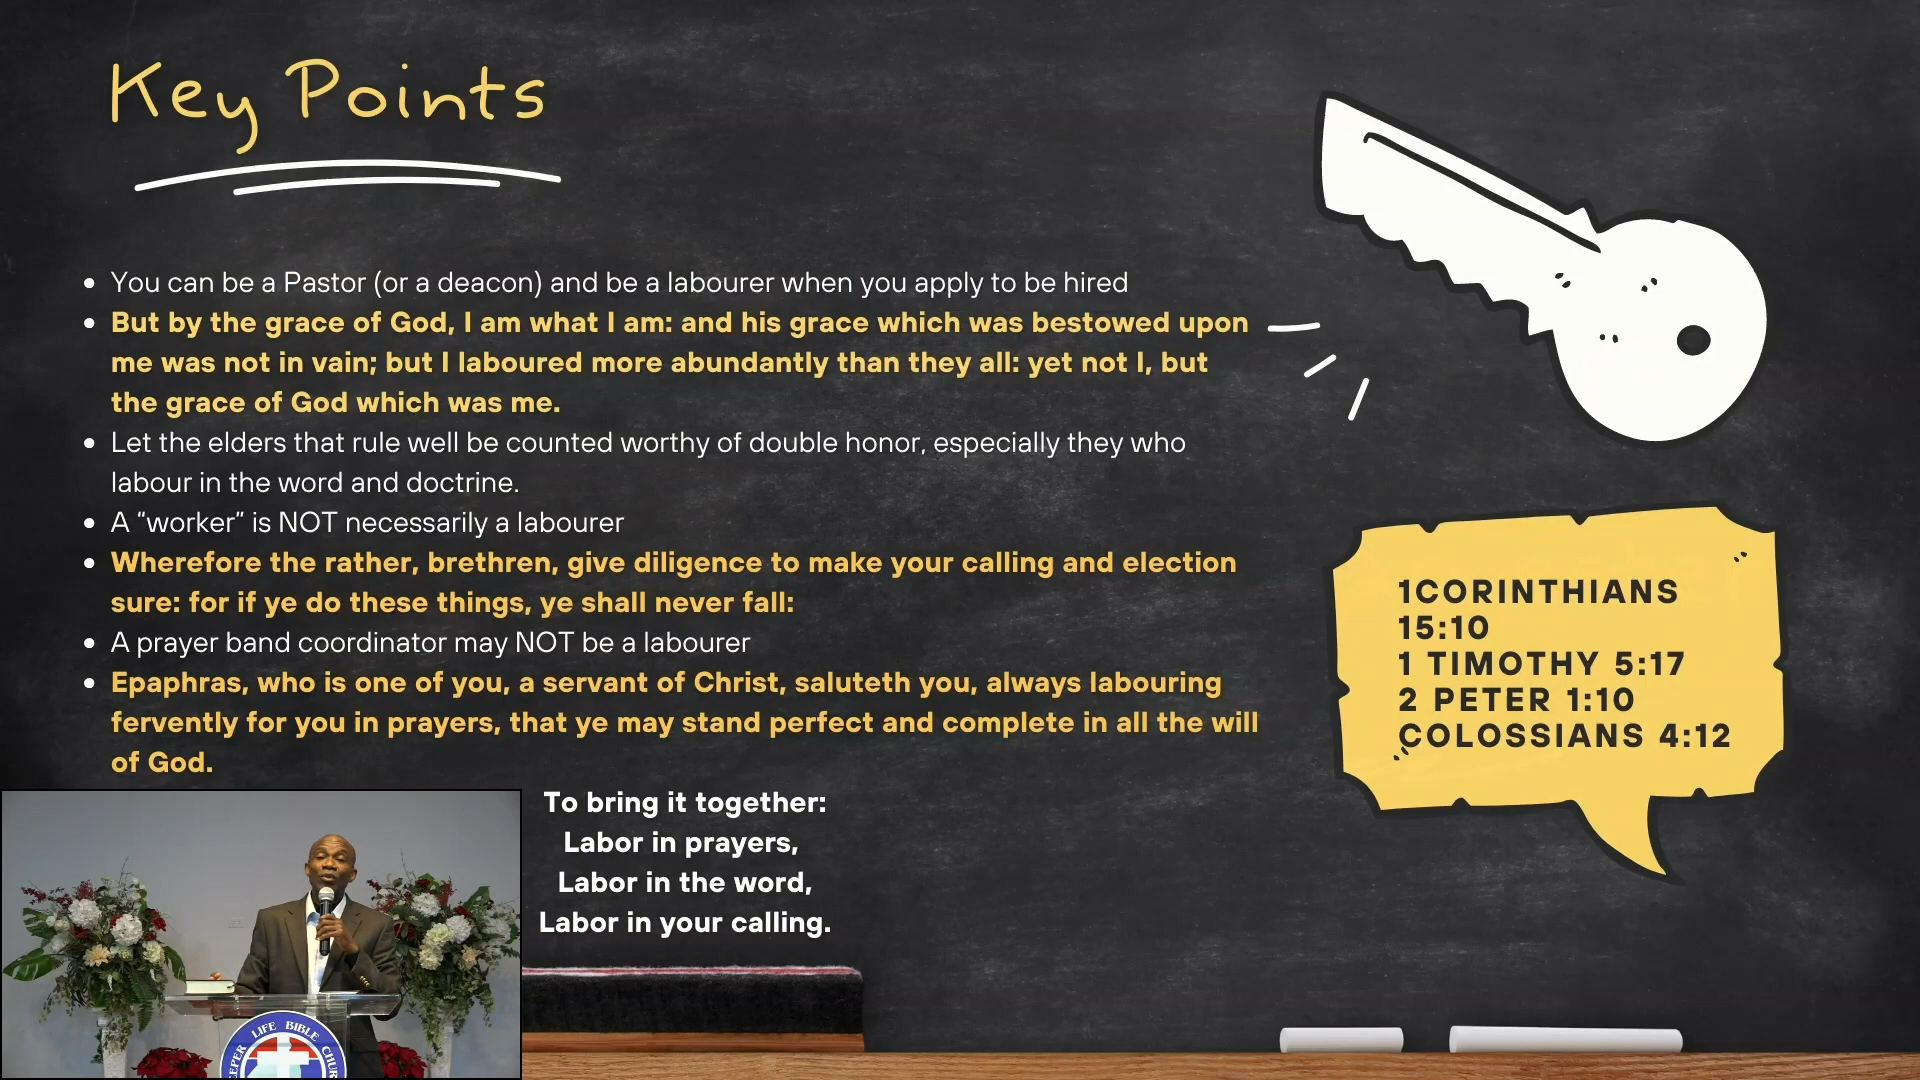 Key Points
• You can be a Pastor (or a deacon) and be a labourer when you apply to be hired
• But by the grace of God, I am what I am: and his grace which was bestowed upon
me was not in vain; but I laboured more abundantly than they all: yet not I, but
the grace of God which was me.
• Let the elders that rule well be counted worthy of double honor, especially they who
labour in the word and doctrine.
• A “worker” is NOT necessarily a labourer
• Wherefore the rather, brethren, give diligence to make your calling and election
sure: for if ye do these things, ye shall never fall:
• A prayer band coordinator may NOT be a labourer
• Epaphras, who is one of you, a servant of Christ, saluteth you, always labouring
fervently for you in prayers, that ye may stand perfect and complete in all the will
of God.
To bring it together:
Labor in prayers,
Labor in the word,
Labor in your calling.
1CORINTHIANS
15:10
1 TIMOTHY 5:17
2 PETER 1:10
COLOSSIANS 4:12
LIFE BIBLE